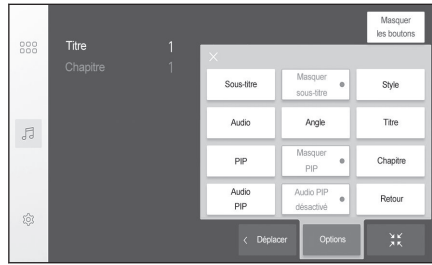 Masquer
les boutons
Titre 1
Chapitre 1
Sous-titre
Masquer
sous-titre
Style
Audio
Angle
Titre
PIP
Masquer
PIP
Chapitre
Audio
PIP
Audio PIP
désactivé
Retour
Déplacer
Options